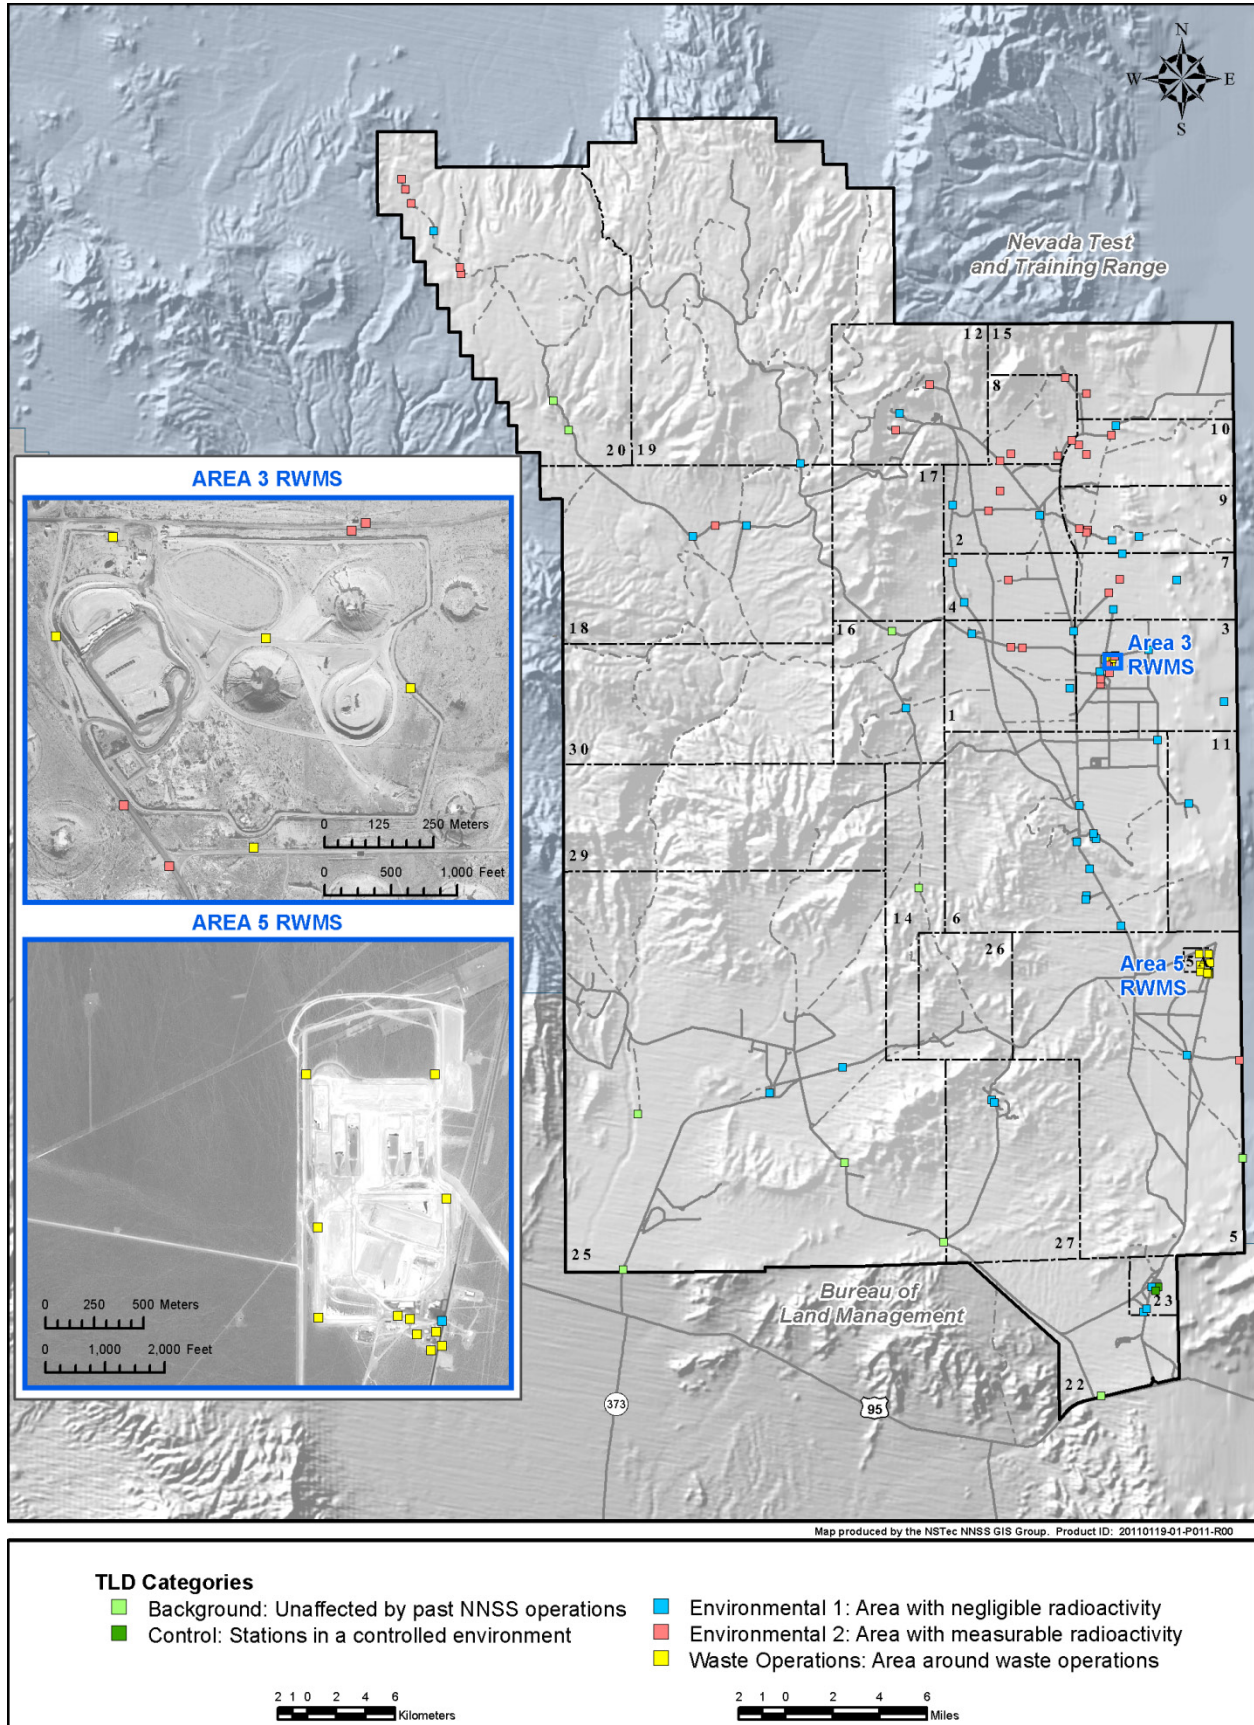 N
W E
S
Nevada Test
and Training Range
12 15
8
10
20 19
17
9
2
7
4
18
16
3
Area 3
RWMS
1
30
11
29
14
6
26
Area 5
RWMS
5
25
27
5
23
22
Bureau of
Land Management
373
95
AREA 3 RWMS
0 125 250 Meters
0 500 1,000 Feet
AREA 5 RWMS
0 250 500 Meters
0 1,000 2,000 Feet
Map produced by the NSTec NNSS GIS Group. Product ID: 20110119-01-P011-R00
TLD Categories
Background: Unaffected by past NNSS operations
Control: Stations in a controlled environment
Environmental 1: Area with negligible radioactivity
Environmental 2: Area with measurable radioactivity
Waste Operations: Area around waste operations
2 1 0 2 4 6
Kilometers
2 1 0 2 4 6
Miles